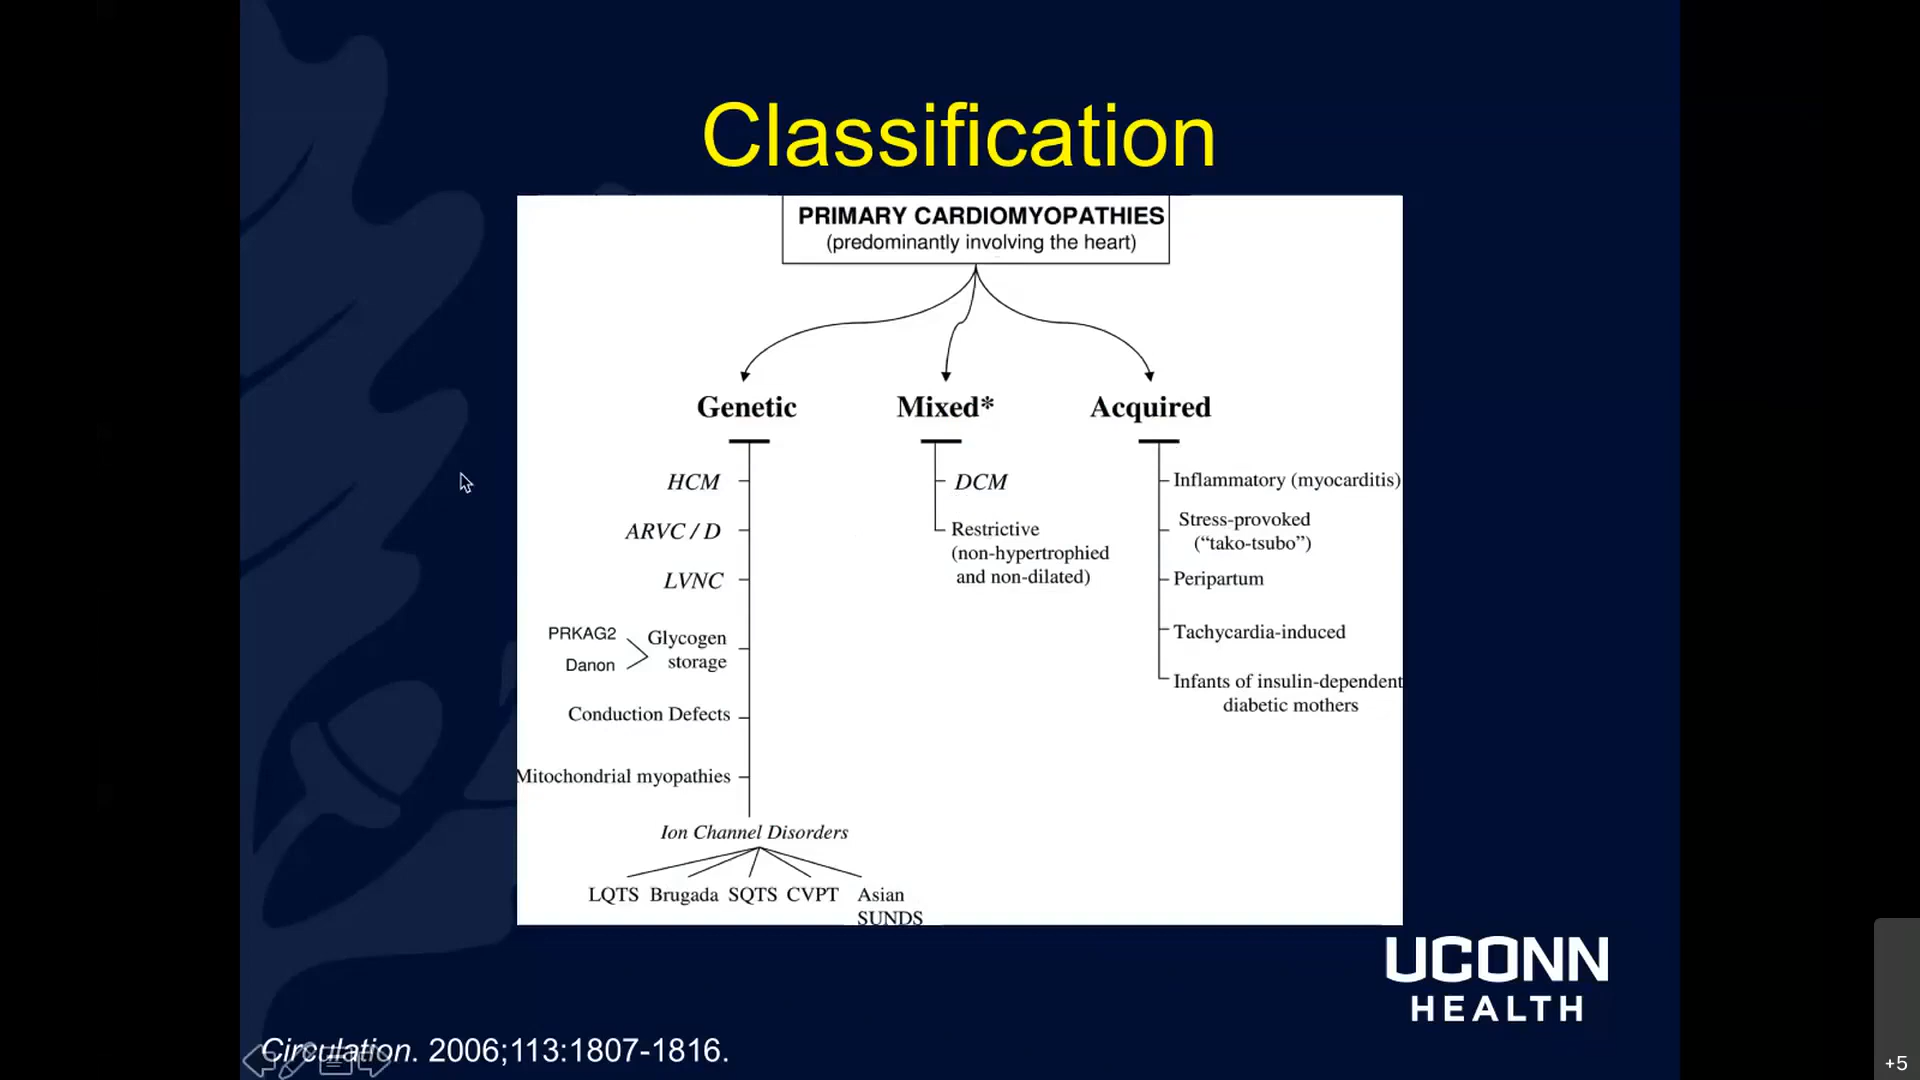 Classification
PRIMARY CARDIOMYOPATHIES
(predominantly involving the heart)
Genetic
HCM
ARVC / D
LVNC
PRKAG2
Danon
Glycogen
storage
Conduction Defects
Mitochondrial myopathies
Ion Channel Disorders
LQTS Brugada SQTS CVPT Asian
SUNDS
Mixed*
DCM
Restrictive
(non-hypertrophied
and non-dilated)
Acquired
Inflammatory (myocarditis)
Stress-provoked
(“tako-tsubo”)
Peripartum
Tachycardia-induced
Infants of insulin-dependent
diabetic mothers
UCONN
HEALTH
Circulation. 2006;113:1807-1816.
+5